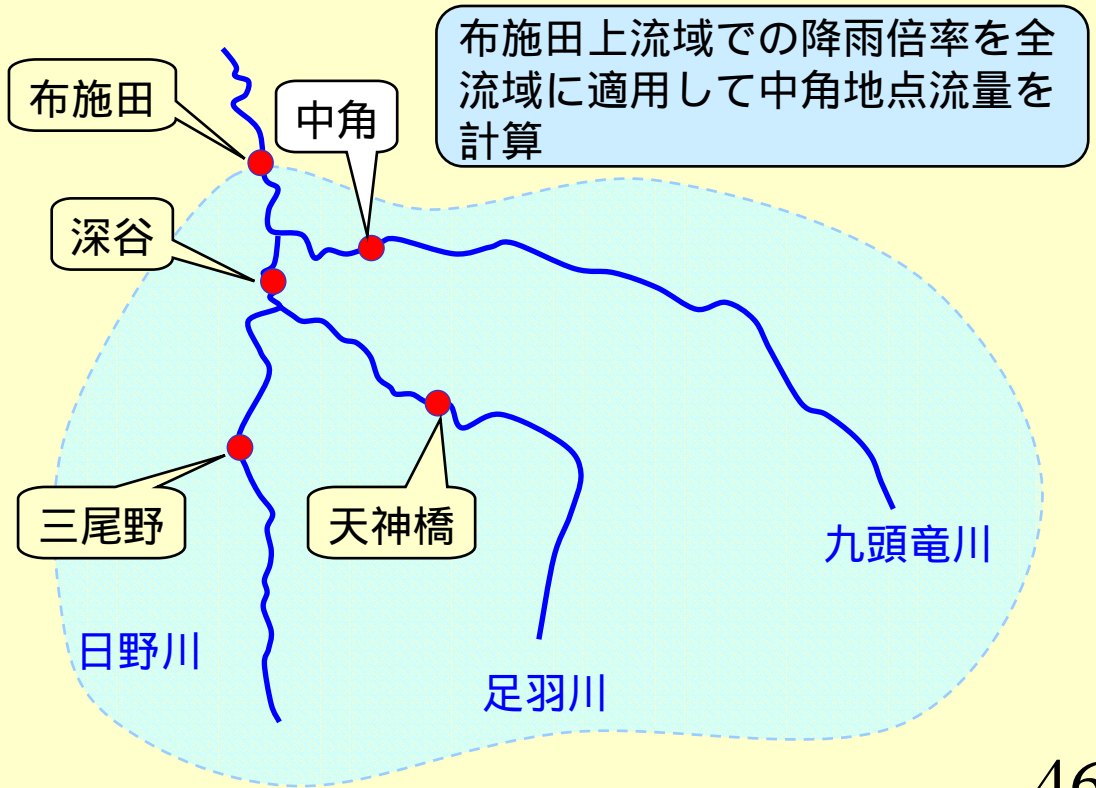 布施田上流域での降雨倍率を全
流域に適用して中角地点流量を
計算
布施田
中角
深谷
三尾野
天神橋
九頭竜川
日野川
足羽川
46